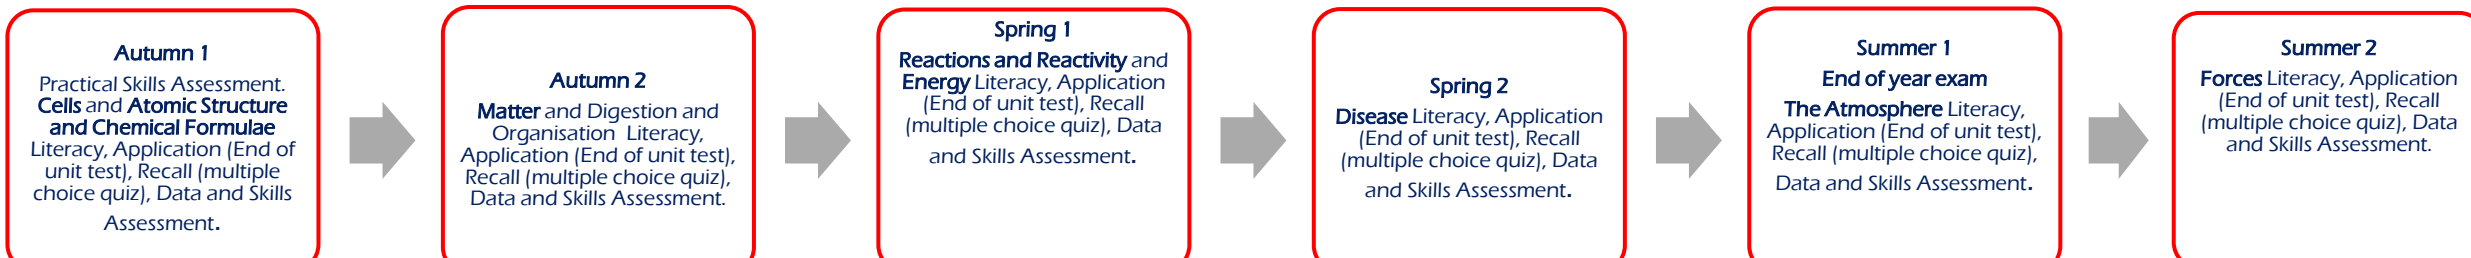 Autumn 1
Practical Skills Assessment.
Cells and Atomic Structure
and Chemical Formulae
Literacy, Application (End of
unit test), Recall (multiple
choice quiz), Data and Skills
Assessment.
Autumn 2
Matter and Digestion and
Organisation Literacy,
Application (End of unit test),
Recall (multiple choice quiz),
Data and Skills Assessment.
Spring 1
Reactions and Reactivity and
Energy Literacy, Application
(End of unit test), Recall
(multiple choice quiz), Data
and Skills Assessment.
Spring 2
Disease Literacy, Application
(End of unit test), Recall
(multiple choice quiz), Data
and Skills Assessment.
Summer 1
End of year exam
The Atmosphere Literacy,
Application (End of unit test),
Recall (multiple choice quiz),
Data and Skills Assessment.
Summer 2
Forces Literacy, Application
(End of unit test), Recall
(multiple choice quiz), Data
and Skills Assessment.